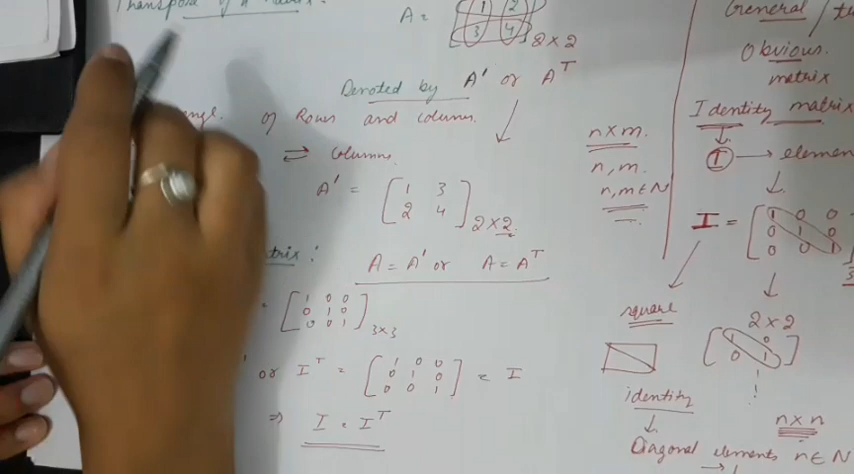 Transpose of a Matrix:
A = [1 2
3 4] 2×2
Denoted by A' or A^T
of Rows and column.
⇌ Columns.
A' = [1 3
2 4] 2×2.
A = A' or A = A^T
= [1 0 0
0 1 0
0 0 1] 3×3
or I^T = [1 0 0
0 1 0
0 0 1] = I
⇒ I = I^T
n×m.
n, m.
n, m ∈ N
General /
Obvious.
matrix
Identity matrix
I → elemen
I = [1 0 0
0 1 0
0 0 1
square
2×2
[1 0
0 1]
identity
n×n
Diagonal elements n ∈ N